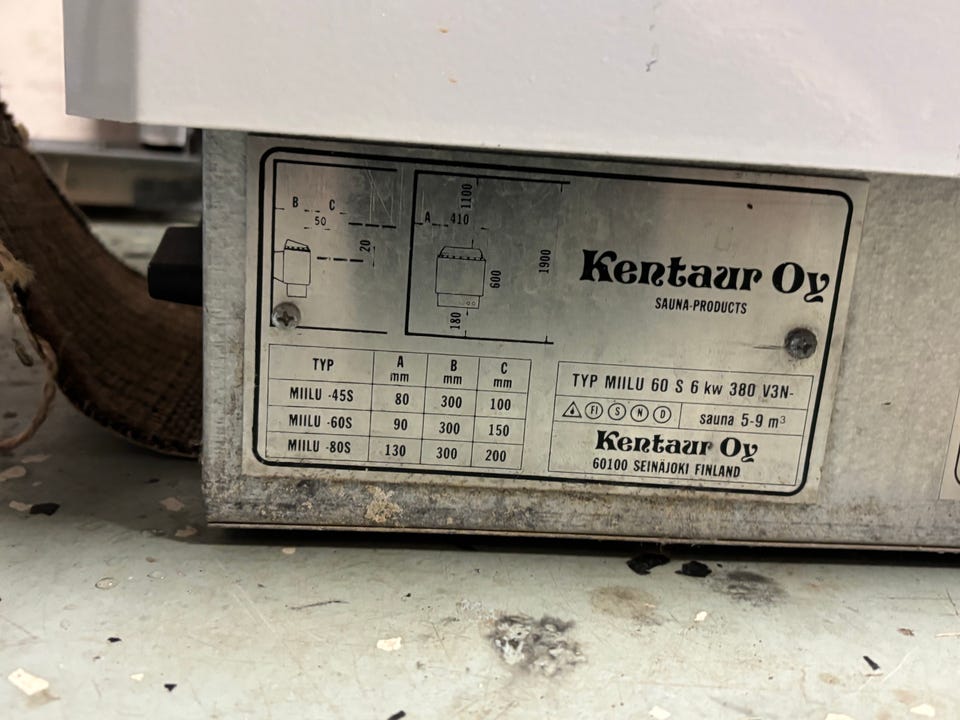 B C
50
20
A 410
1100
1900
600
180
Kentaur Oy
SAUNA-PRODUCTS
TYP A mm B mm C mm
MIILU -45S 80 300 100
MIILU -60S 90 300 150
MIILU -80S 130 300 200
TYP MIILU 60 S 6 kw 380 V3N-
FI S N D sauna 5-9 m³
Kentaur Oy
60100 SEINÄJOKI FINLAND